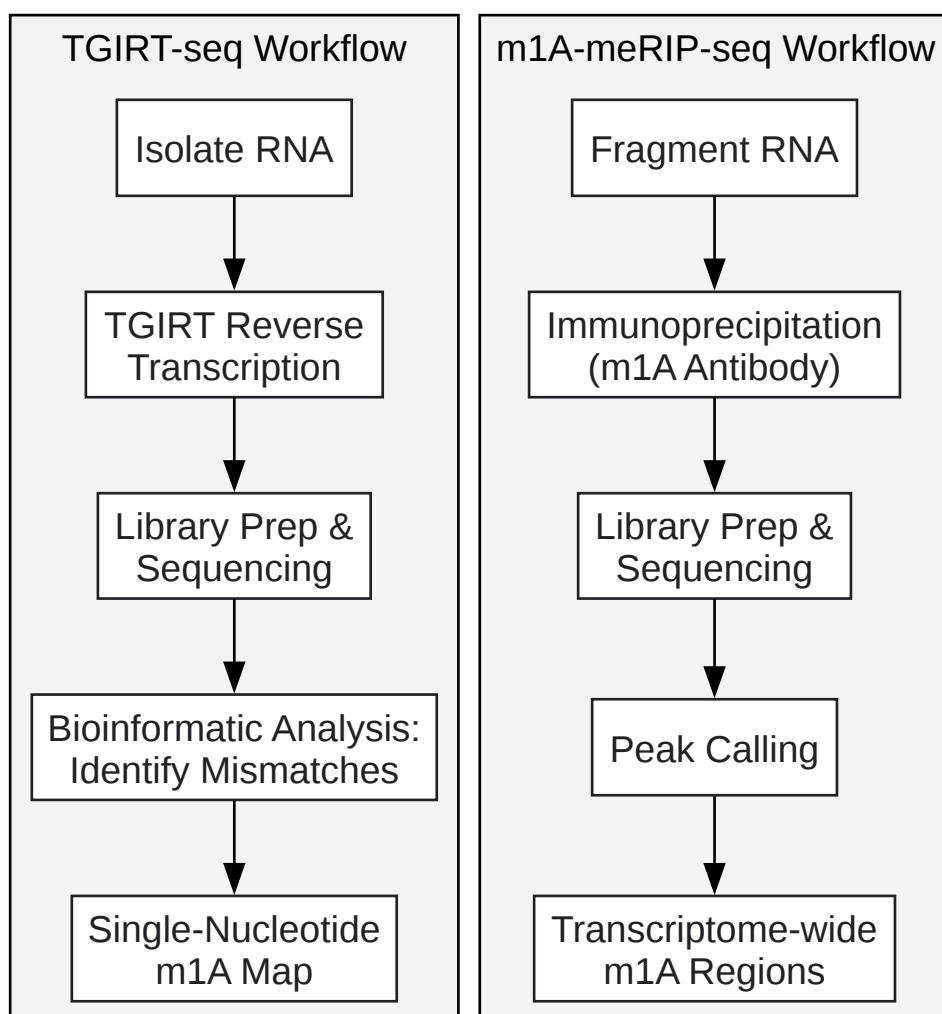 TGIRT-seq Workflow
Isolate RNA
TGIRT Reverse
Transcription
Library Prep &
Sequencing
Bioinformatic Analysis:
Identify Mismatches
Single-Nucleotide
m1A Map
m1A-meRIP-seq Workflow
Fragment RNA
Immunoprecipitation
(m1A Antibody)
Library Prep &
Sequencing
Peak Calling
Transcriptome-wide
m1A Regions